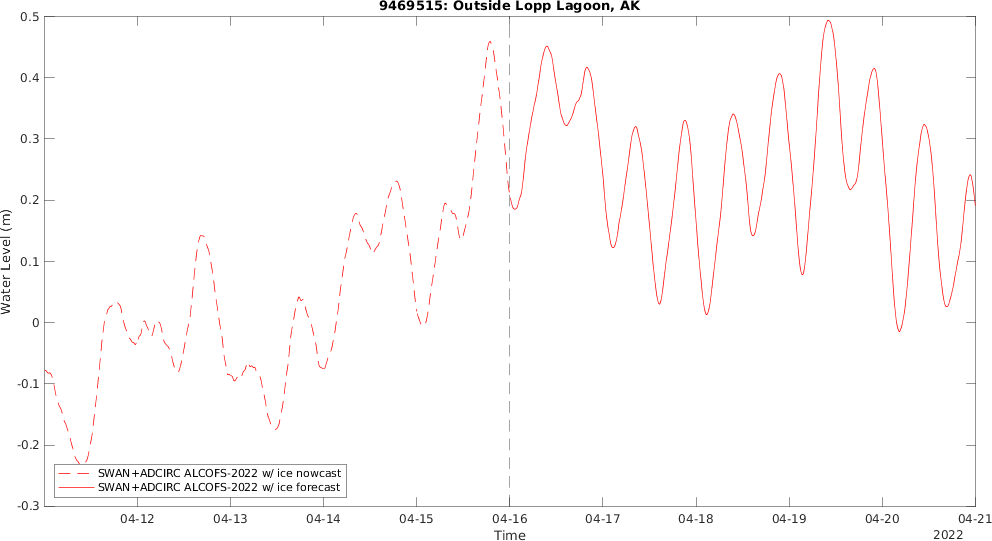 9469515: Outside Lopp Lagoon, AK
Water Level (m)
0.5
0.4
0.3
0.2
0.1
0
-0.1
-0.2
-0.3
SWAN+ADCIRC ALCOFS-2022 w/ ice nowcast
SWAN+ADCIRC ALCOFS-2022 w/ ice forecast
04-12 04-13 04-14 04-15 04-16 04-17 04-18 04-19 04-20 04-21
Time
2022